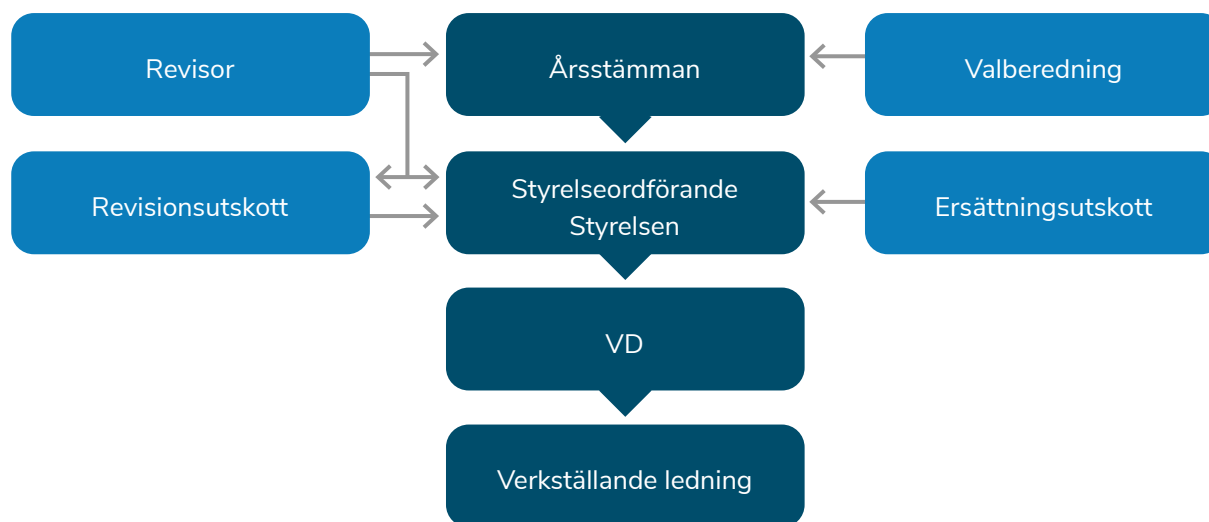 Revisor
Årsstämman
Valberedning
Revisionsutskott
Styrelseordförande
Styrelsen
Ersättningsutskott
VD
Verkställande ledning